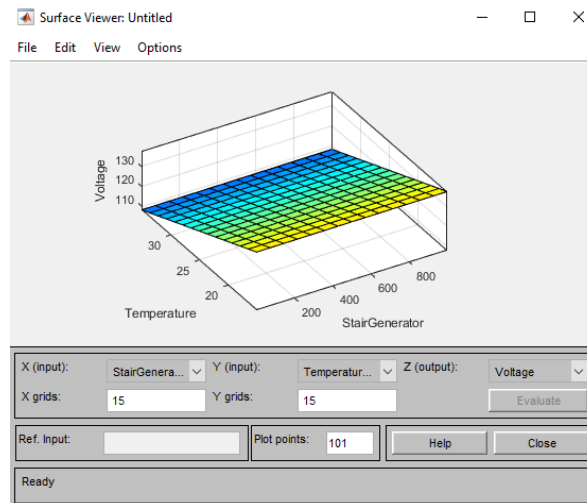 Surface Viewer: Untitled
File Edit View Options
130
120
110
Voltage
30
25
20
Temperature
200
400
600
800
StairGenerator
X (input): StairGenera... Y (input): Temperatur... Z (output): Voltage
X grids: 15 Y grids: 15 Evaluate
Ref. Input: Plot points: 101 Help Close
Ready